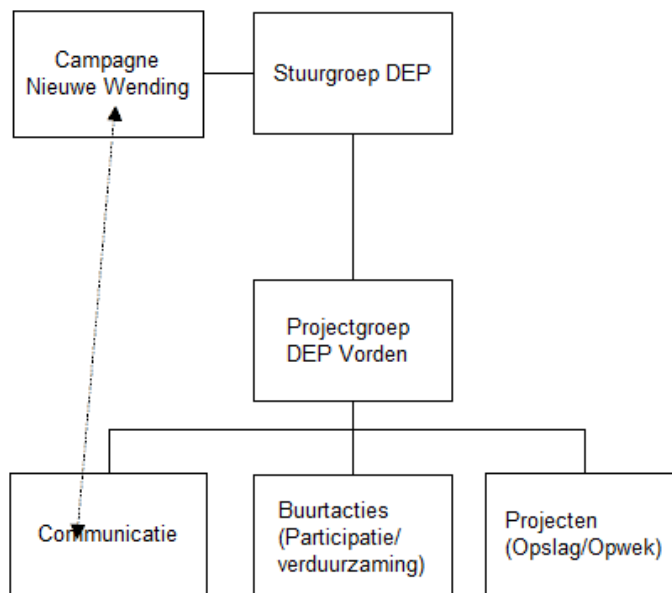 Campagne
Nieuwe Wending
Stuurgroep DEP
Projectgroep
DEP Vorden
Communicatie
Buurtacties
(Participatie/
verduurzaming)
Projecten
(Opslag/Opwek)